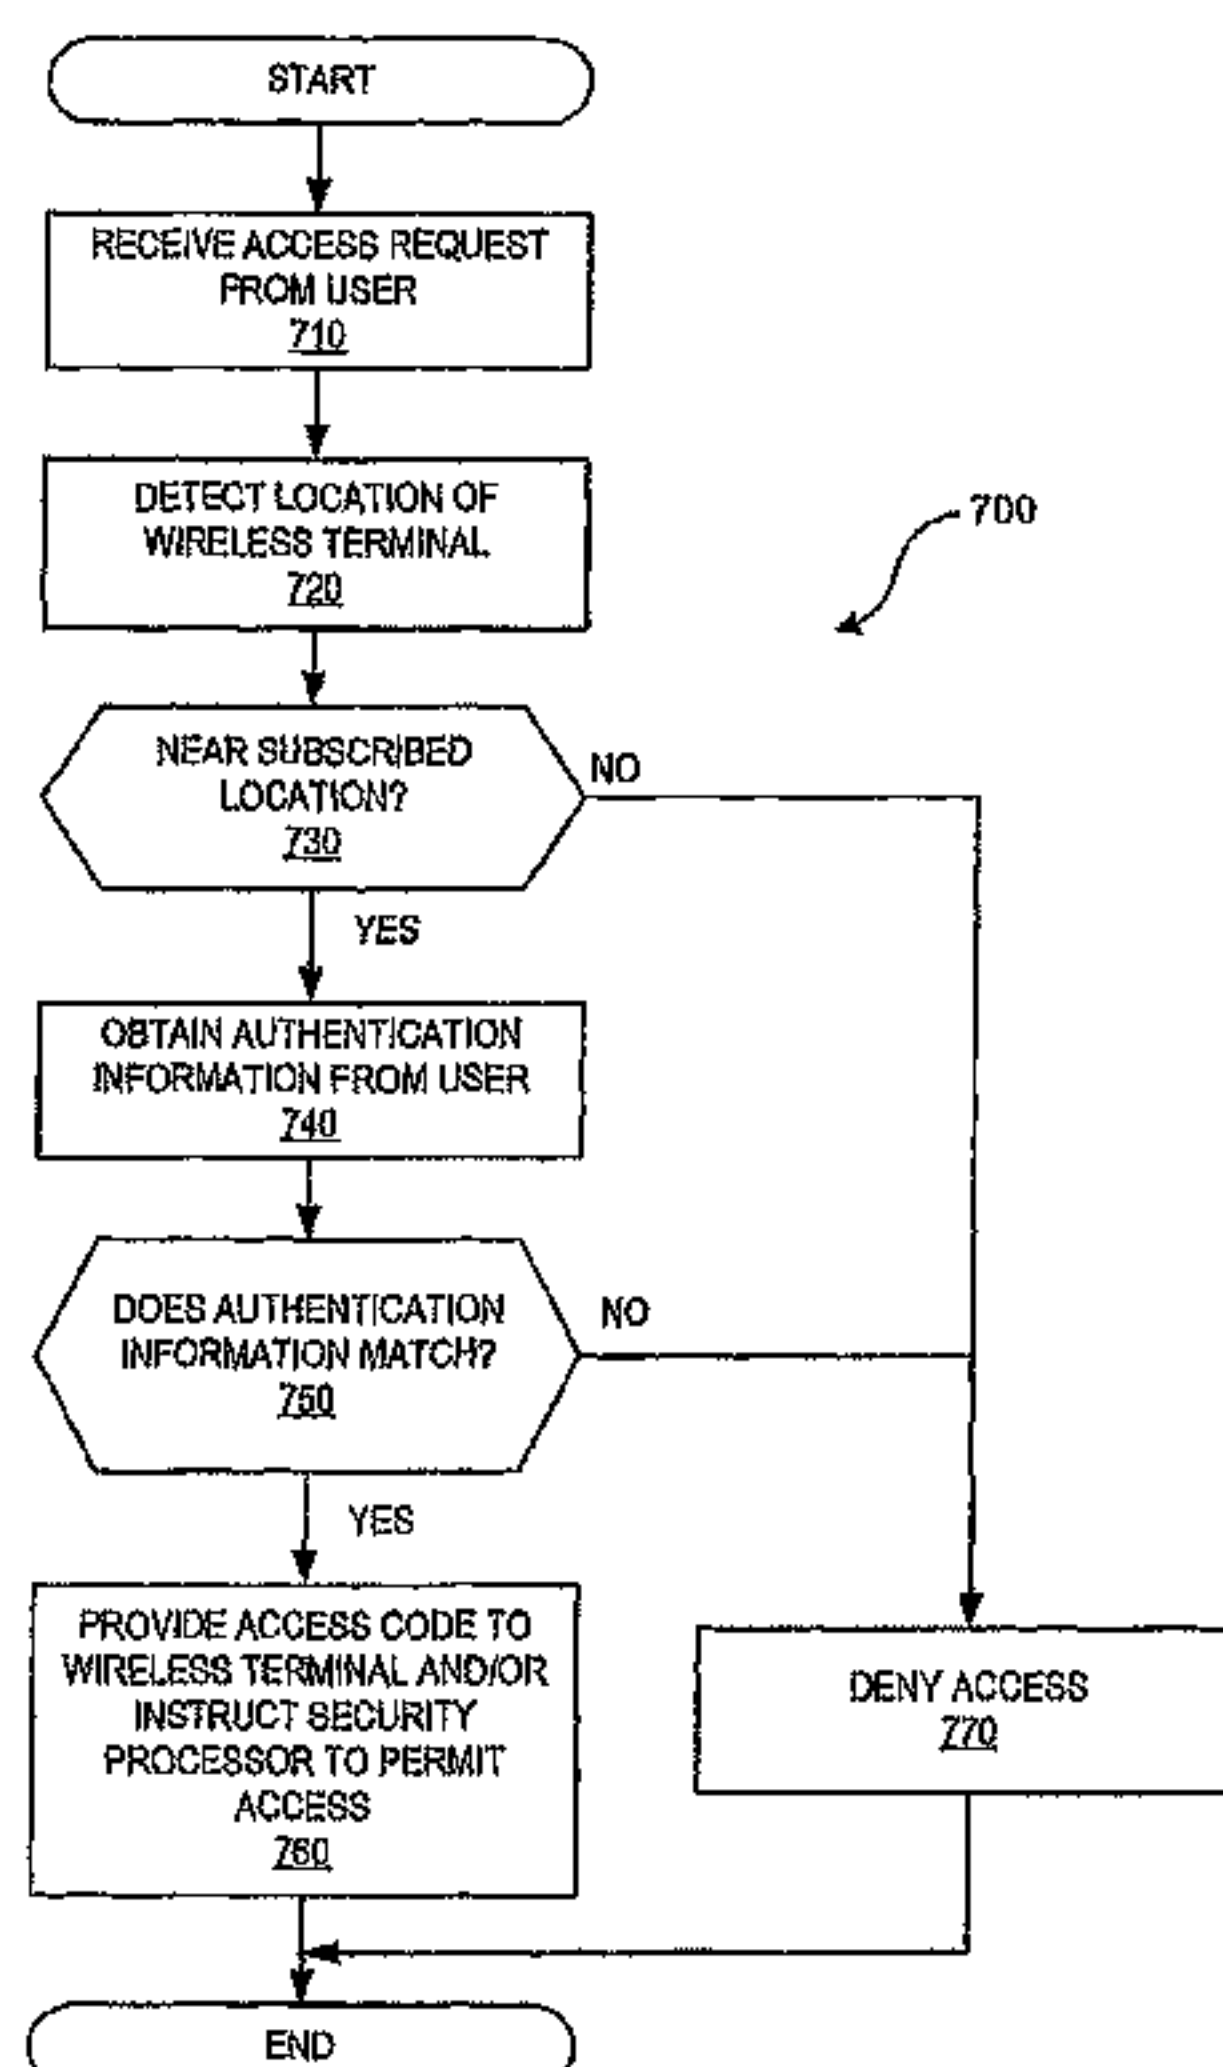 START
RECEIVE ACCESS REQUEST
FROM USER
710
DETECT LOCATION OF
WIRELESS TERMINAL
720
700
NEAR SUBSCRIBED
LOCATION?
730
NO
YES
OBTAIN AUTHENTICATION
INFORMATION FROM USER
740
DOES AUTHENTICATION
INFORMATION MATCH?
750
NO
YES
PROVIDE ACCESS CODE TO
WIRELESS TERMINAL AND/OR
INSTRUCT SECURITY
PROCESSOR TO PERMIT
ACCESS
760
DENY ACCESS
770
END